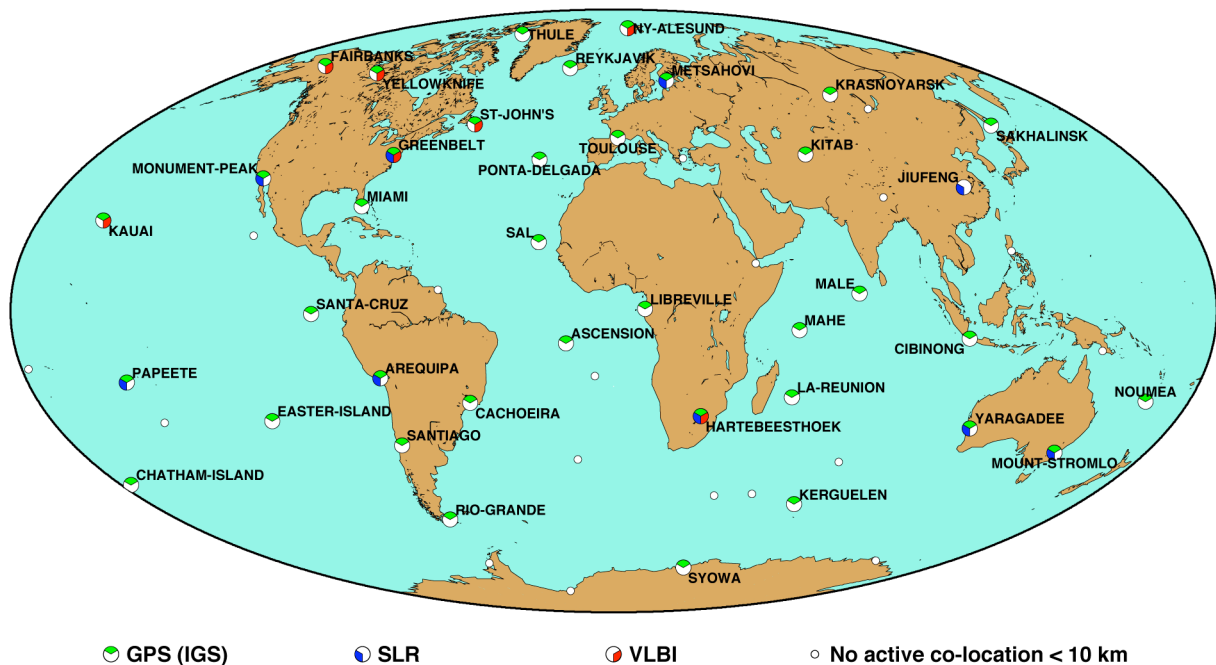 THULE
NY-ALESUND
FAIRBANKS
REYKJAVIK
METSAHOVI
YELLOWKNIFE
KRASNOYARSK
ST-JOHN'S
SAKHALINSK
GREENBELT
TOULOUSE
KITAB
MONUMENT-PEAK
PONTA-DELGADA
JIUFENG
MIAMI
KAUAI
SAL
MALE
SANTA-CRUZ
LIBREVILLE
MAHE
ASCENSION
CIBINONG
PAPEETE
AREQUIPA
LA-REUNION
NOUMEA
EASTER-ISLAND
CACHOEIRA
HARTEBEESTHOEK
YARAGADEE
SANTIAGO
MOUNT-STROMLO
CHATHAM-ISLAND
KERGUELEN
RIO-GRANDE
SYOWA
GPS (IGS)
SLR
VLBI
No active co-location < 10 km